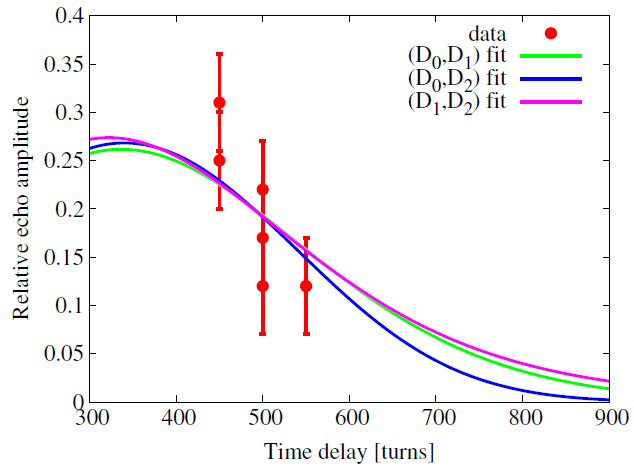 0.4
0.35
0.3
0.25
0.2
0.15
0.1
0.05
0
Relative echo amplitude
data
(D₀,D₁) fit
(D₀,D₂) fit
(D₁,D₂) fit
300 400 500 600 700 800 900
Time delay [turns]